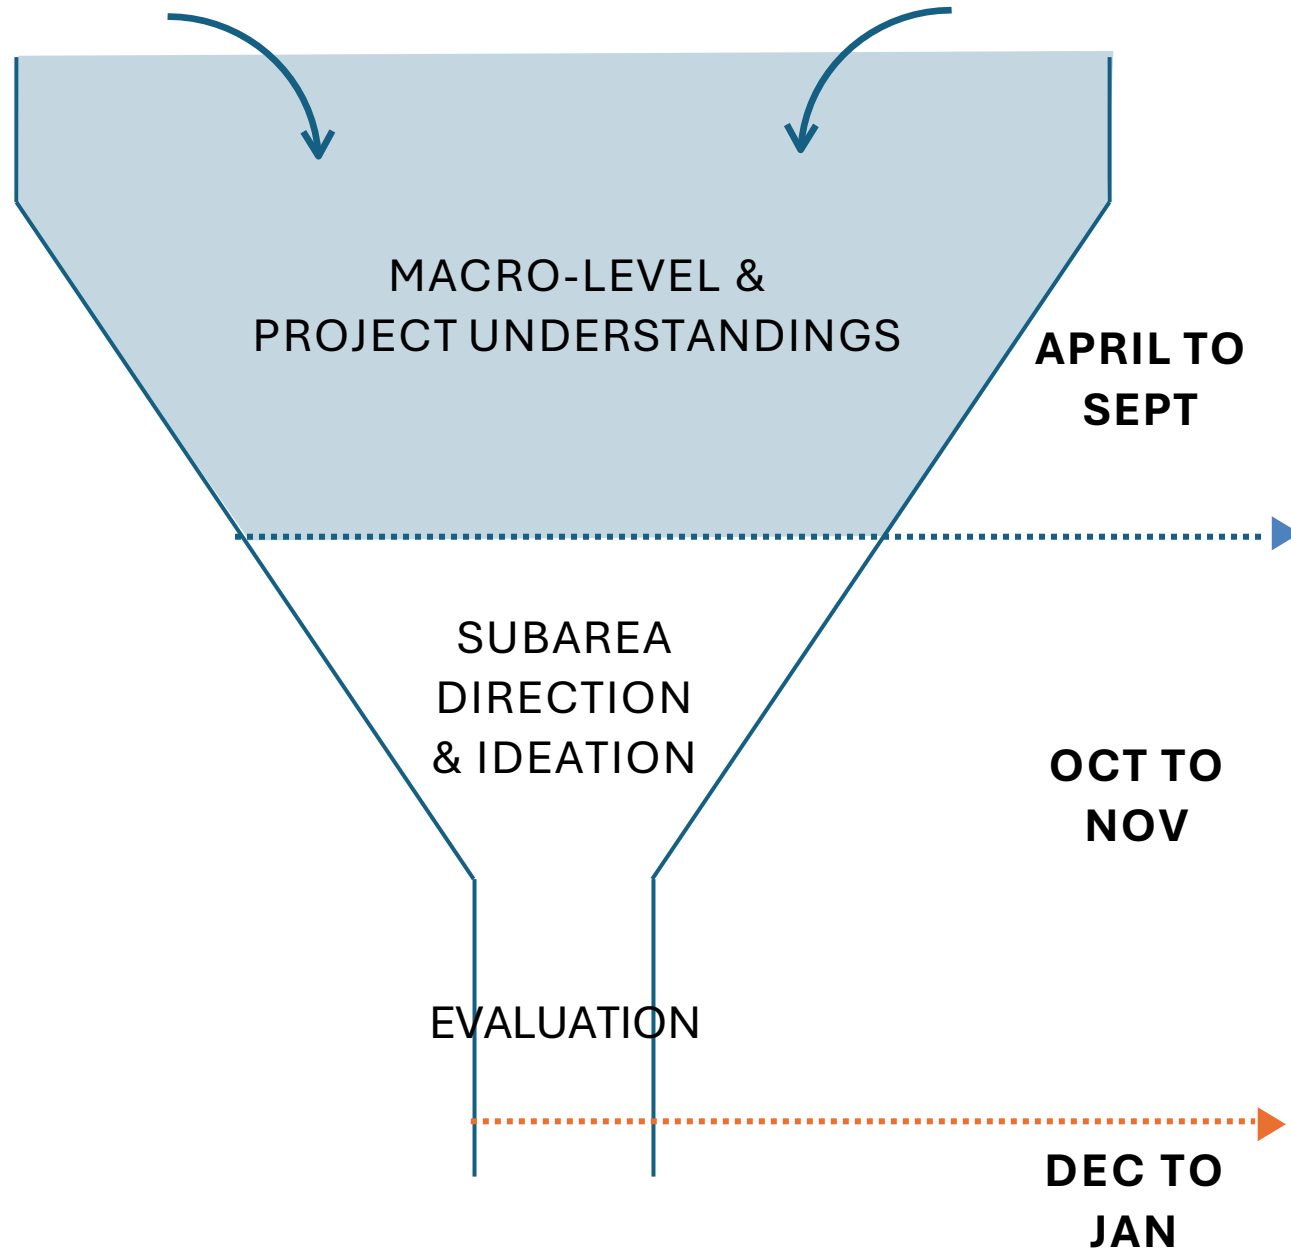 MACRO-LEVEL &
PROJECT UNDERSTANDINGS
APRIL TO
SEPT
SUBAREA
DIRECTION
& IDEATION
OCT TO
NOV
EVALUATION
DEC TO
JAN